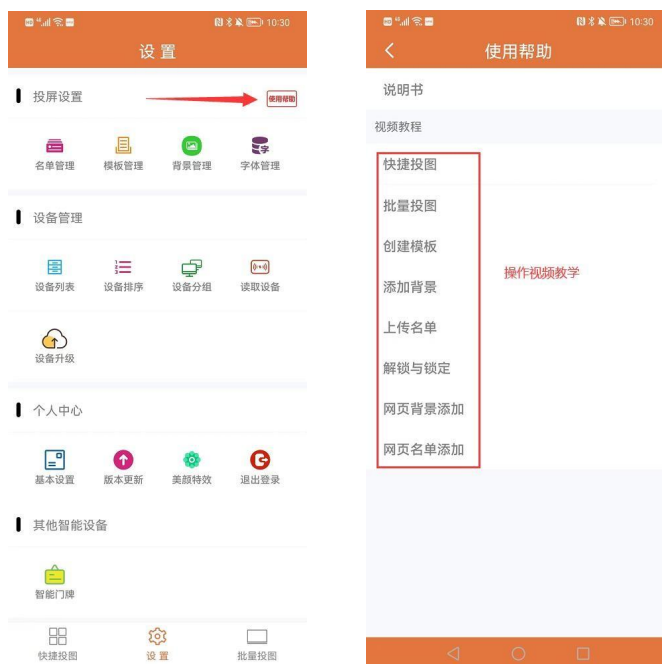 10:30
设 置
投屏设置
使用帮助
名单管理 模板管理 背景管理 字体管理
设备管理
设备列表 设备排序 设备分组 读取设备
设备升级
个人中心
基本设置 版本更新 美颜特效 退出登录
其他智能设备
智能门牌
快捷投图 设 置 批量投图
10:30
使用帮助
说明书
视频教程
快捷投图
批量投图
创建模板
添加背景
操作视频教学
上传名单
解锁与锁定
网页背景添加
网页名单添加